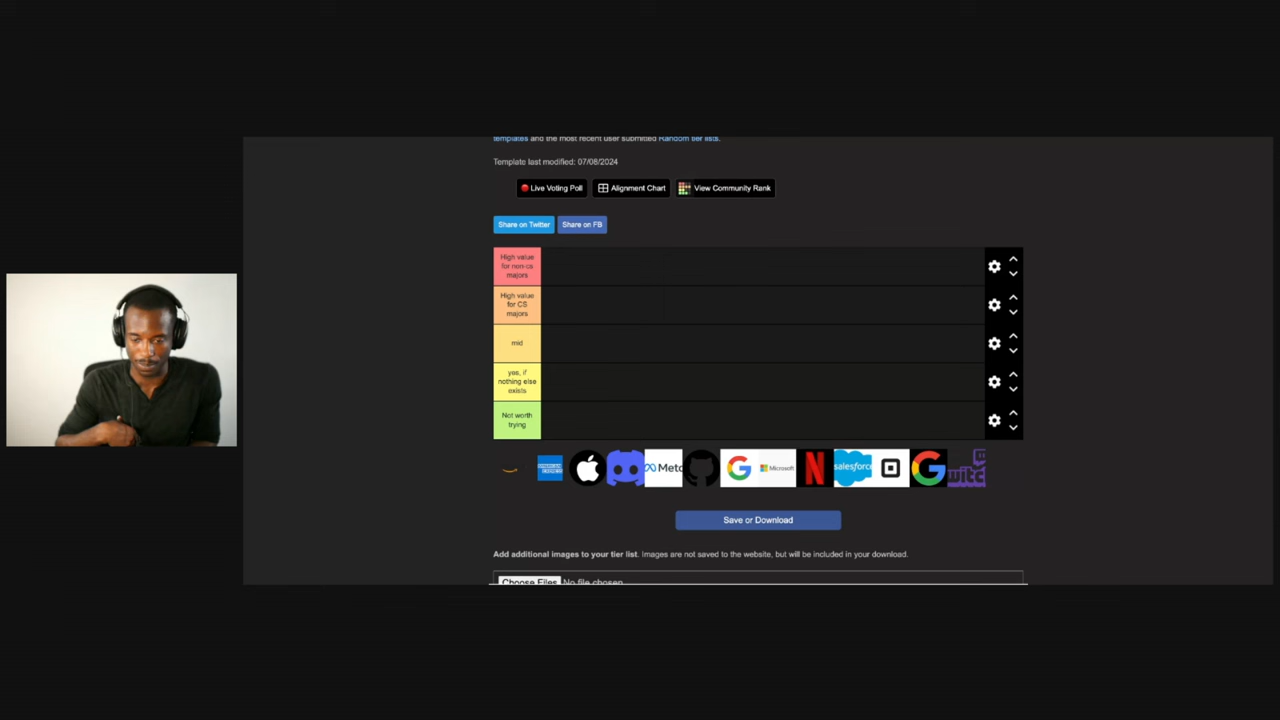 templates and the most recent user submitted Random tier lists.
Template last modified: 07/08/2024
Live Voting Poll
Alignment Chart
View Community Rank
Share on Twitter
Share on FB
High value
for non-cs
majors
High value
for CS
majors
mid
yes, if
nothing else
exists
Not worth
trying
AMERICAN
EXPRESS
Meta
Microsoft
salesforce
Save or Download
Add additional images to your tier list. Images are not saved to the website, but will be included in your download.
Choose Files No file chosen